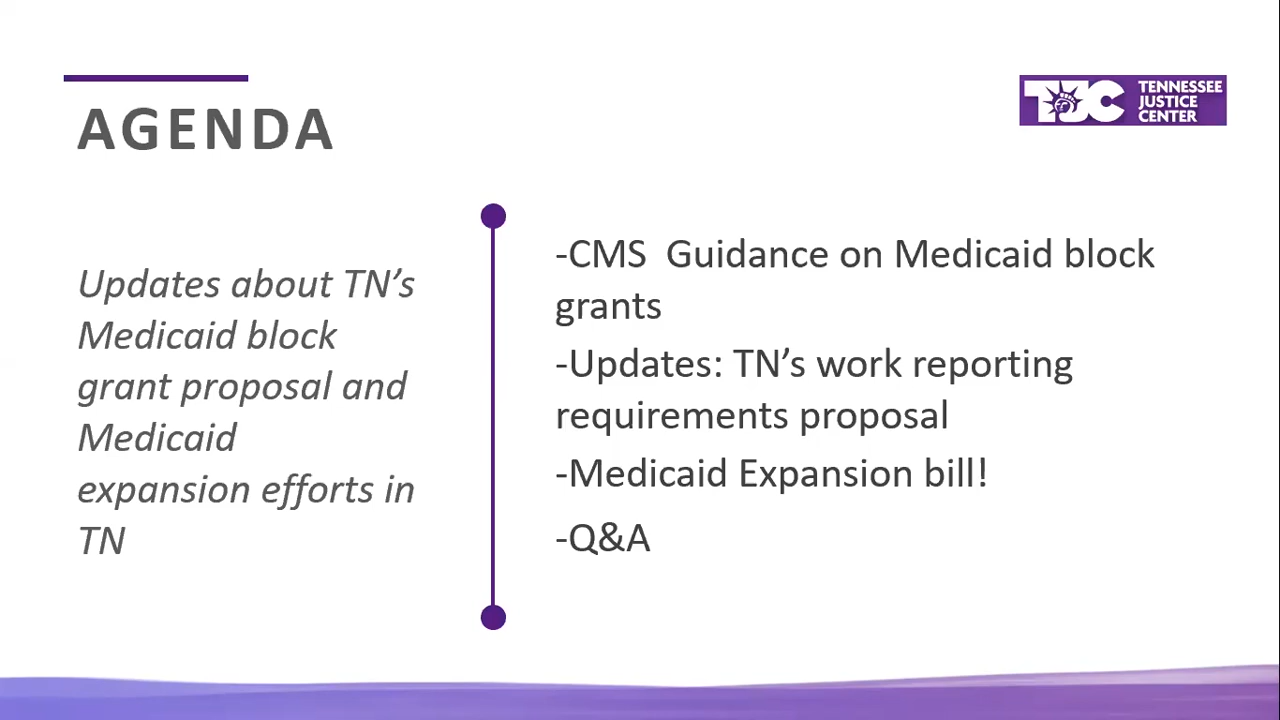 AGENDA
TJC TENNESSEE
JUSTICE
CENTER
Updates about TN’s
Medicaid block
grant proposal and
Medicaid
expansion efforts in
TN
-CMS  Guidance on Medicaid block
grants
-Updates: TN’s work reporting
requirements proposal
-Medicaid Expansion bill!
-Q&A